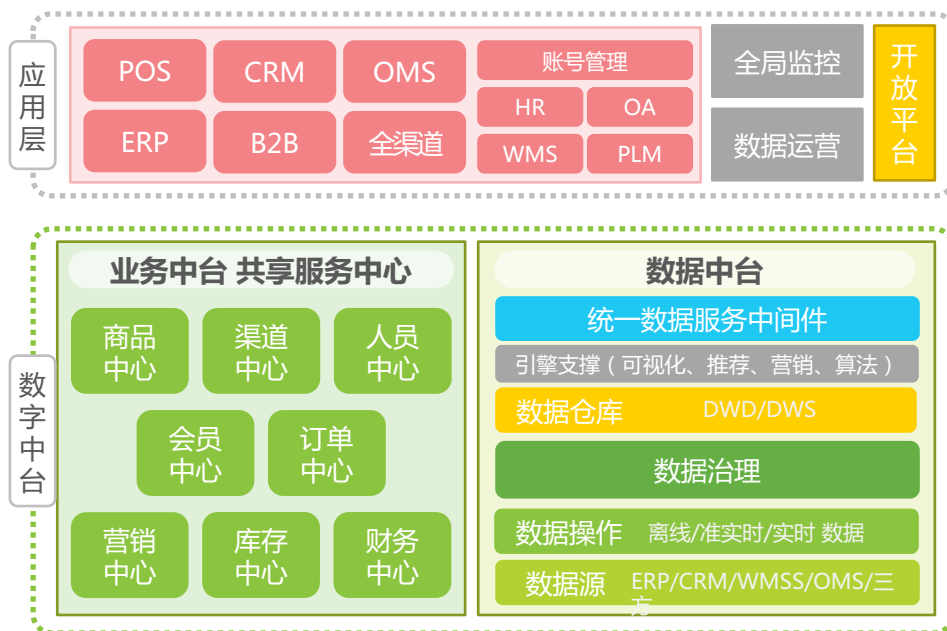 应用层
POS
CRM
OMS
ERP
B2B
全渠道
账号管理
HR
OA
WMS
PLM
全局监控
数据运营
开放平台
数字中台
业务中台 共享服务中心
商品
中心
渠道
中心
人员
中心
会员
中心
订单
中心
营销
中心
库存
中心
财务
中心
数据中台
统一数据服务中间件
引擎支撑（可视化、推荐、营销、算法）
数据仓库 DWD/DWS
数据治理
数据操作 离线/准实时/实时 数据
数据源 ERP/CRM/WMSS/OMS/三
方